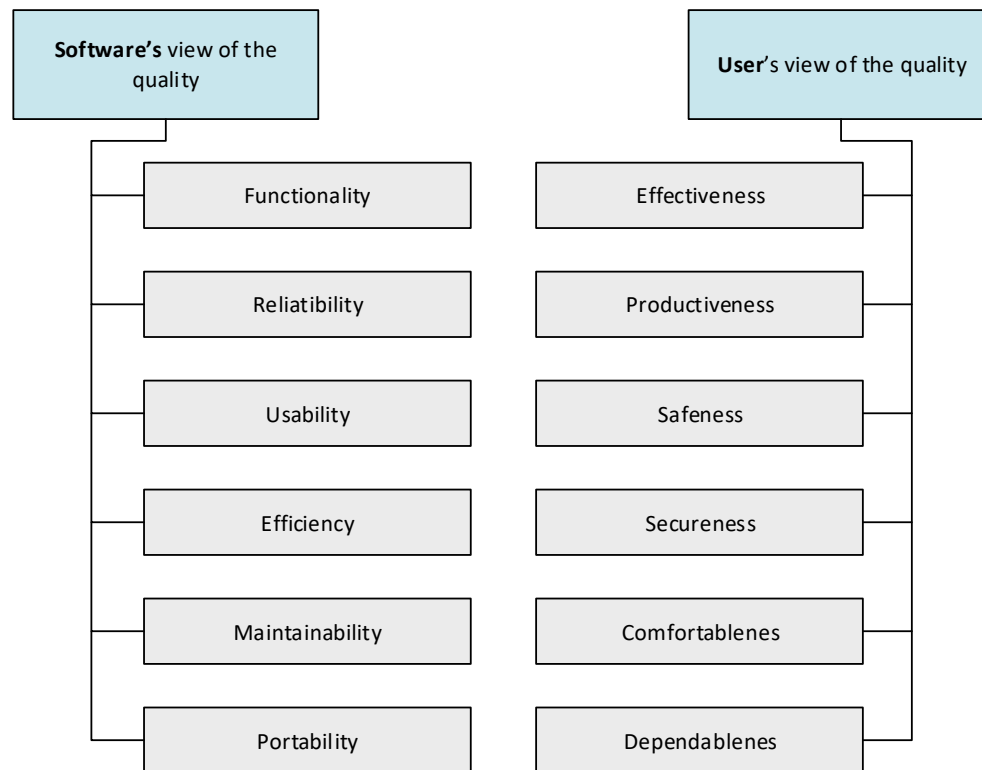 Software's view of the
quality
Functionality
Reliatibility
Usability
Efficiency
Maintainability
Portability
User's view of the quality
Effectiveness
Productiveness
Safeness
Secureness
Comfortablenes
Dependablenes